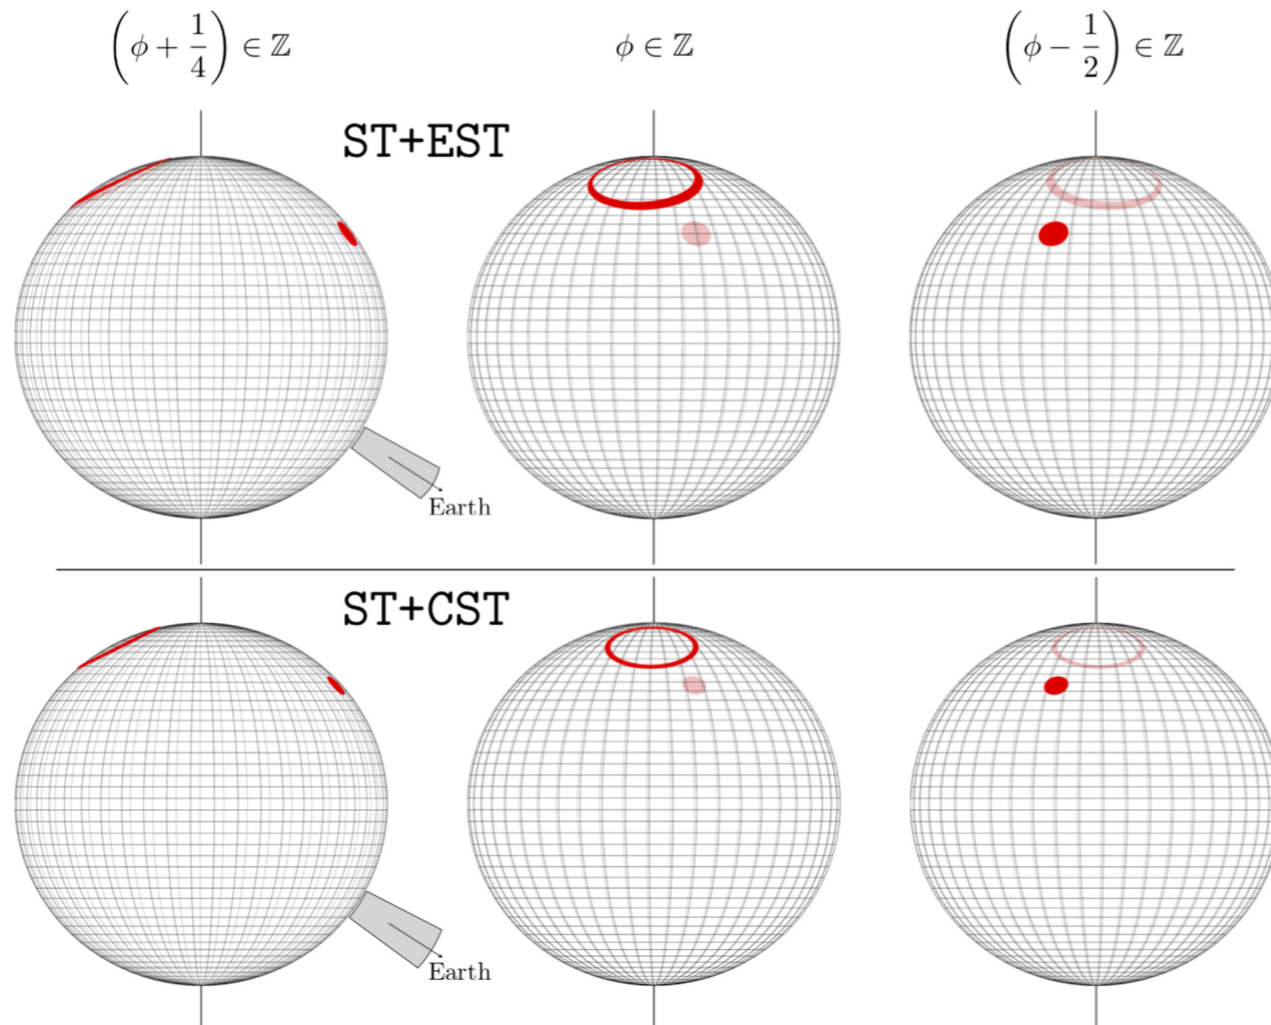 (ϕ + 1/4) ∈ ℤ
ϕ ∈ ℤ
(ϕ − 1/2) ∈ ℤ
ST+EST
Earth
ST+CST
Earth